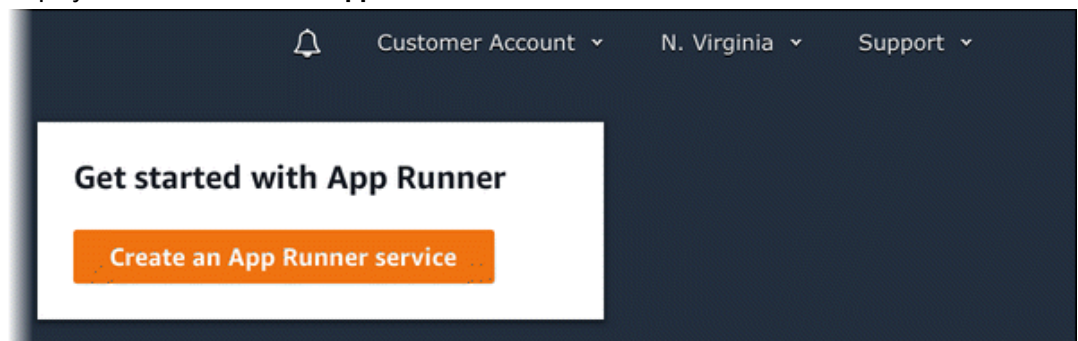 Customer Account N. Virginia Support
Get started with App Runner
Create an App Runner service